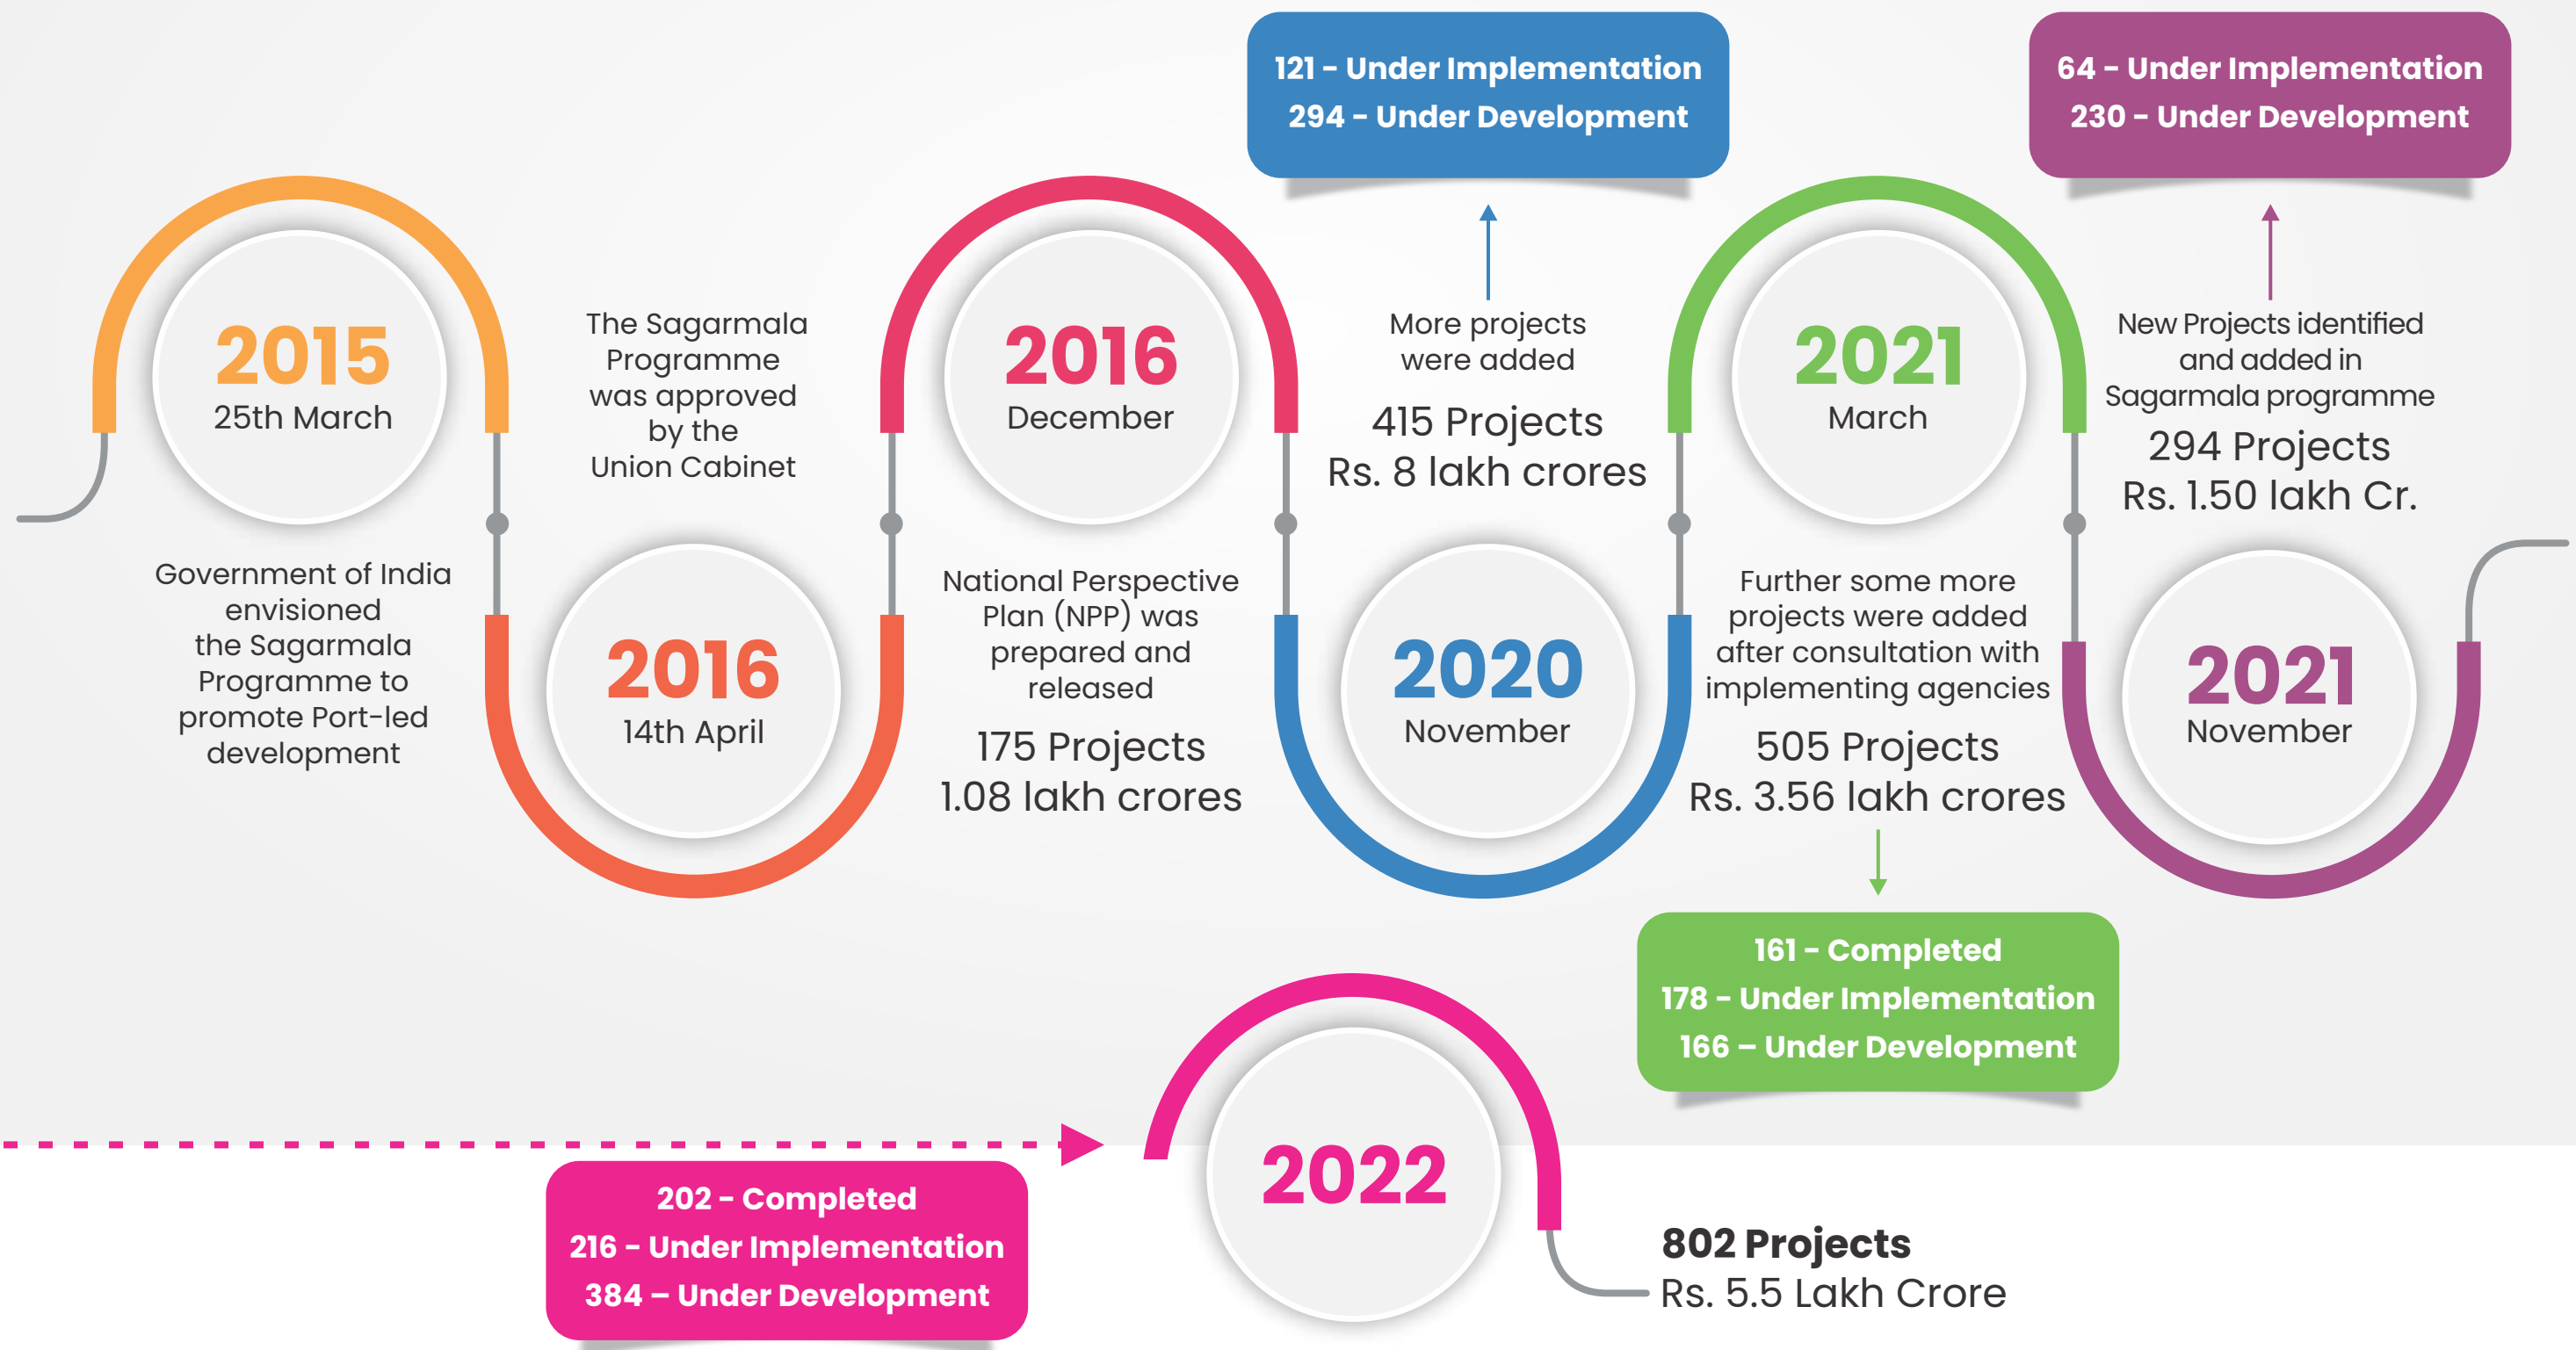 2015
25th March
Government of India
envisioned
the Sagarmala
Programme to
promote Port-led
development
The Sagarmala
Programme
was approved
by the
Union Cabinet
2016
14th April
2016
December
National Perspective
Plan (NPP) was
prepared and
released
175 Projects
1.08 lakh crores
121 - Under Implementation
294 - Under Development
More projects
were added
415 Projects
Rs. 8 lakh crores
2020
November
2021
March
Further some more
projects were added
after consultation with
implementing agencies
505 Projects
Rs. 3.56 lakh crores
161 - Completed
178 - Under Implementation
166 – Under Development
64 - Under Implementation
230 - Under Development
New Projects identified
and added in
Sagarmala programme
294 Projects
Rs. 1.50 lakh Cr.
2021
November
202 - Completed
216 - Under Implementation
384 – Under Development
2022
802 Projects
Rs. 5.5 Lakh Crore